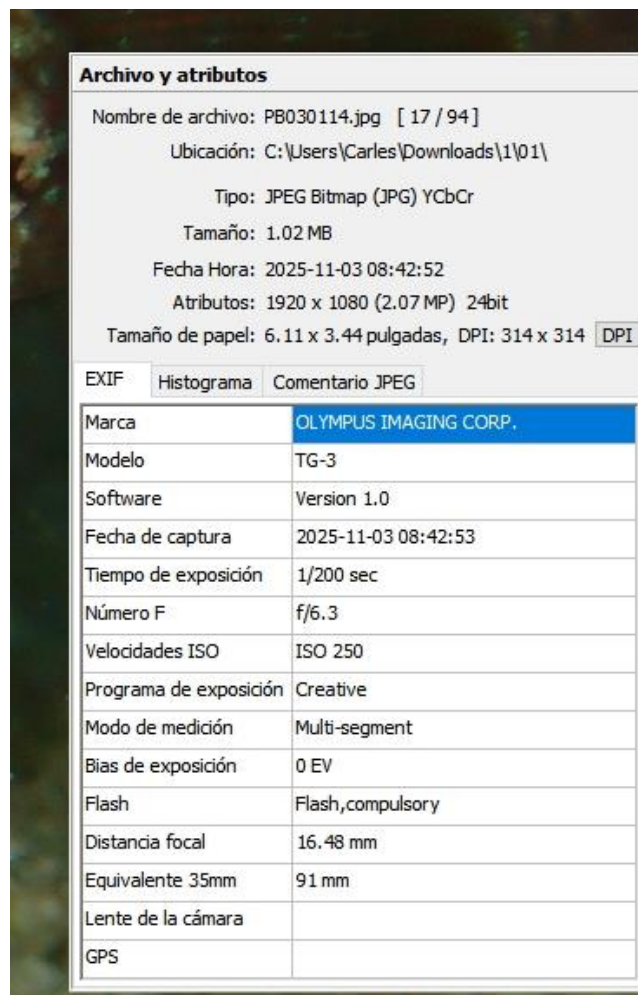 Archivo y atributos
Nombre de archivo: PB030114.jpg [ 17 / 94 ]
Ubicación: C:\Users\Carles\Downloads\1\01\
Tipo: JPEG Bitmap (JPG) YCbCr
Tamaño: 1.02 MB
Fecha Hora: 2025-11-03 08:42:52
Atributos: 1920 x 1080 (2.07 MP) 24bit
Tamaño de papel: 6.11 x 3.44 pulgadas, DPI: 314 x 314 DPI
EXIF Histograma Comentario JPEG
Marca OLYMPUS IMAGING CORP.
Modelo TG-3
Software Version 1.0
Fecha de captura 2025-11-03 08:42:53
Tiempo de exposición 1/200 sec
Número F f/6.3
Velocidades ISO ISO 250
Programa de exposición Creative
Modo de medición Multi-segment
Bias de exposición 0 EV
Flash Flash,compulsory
Distancia focal 16.48 mm
Equivalente 35mm 91 mm
Lente de la cámara
GPS